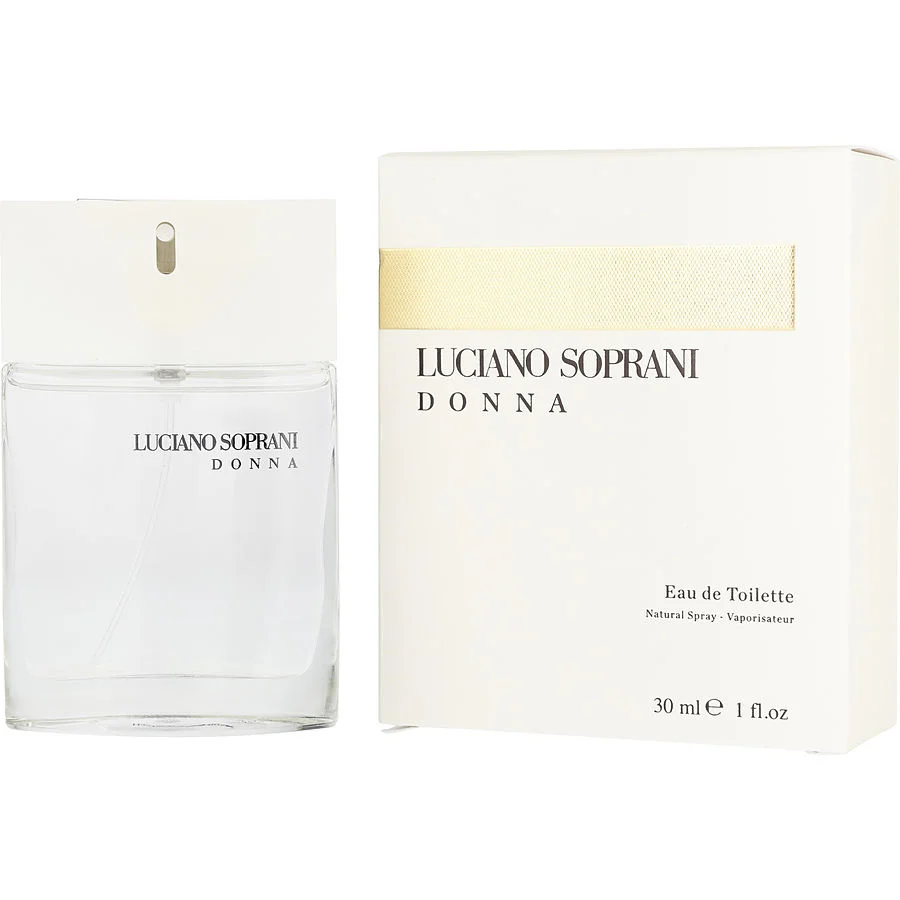 LUCIANO SOPRANI
DONNA
LUCIANO SOPRANI
DONNA
Eau de Toilette
Natural Spray - Vaporisateur
30 ml ℮ 1 fl.oz